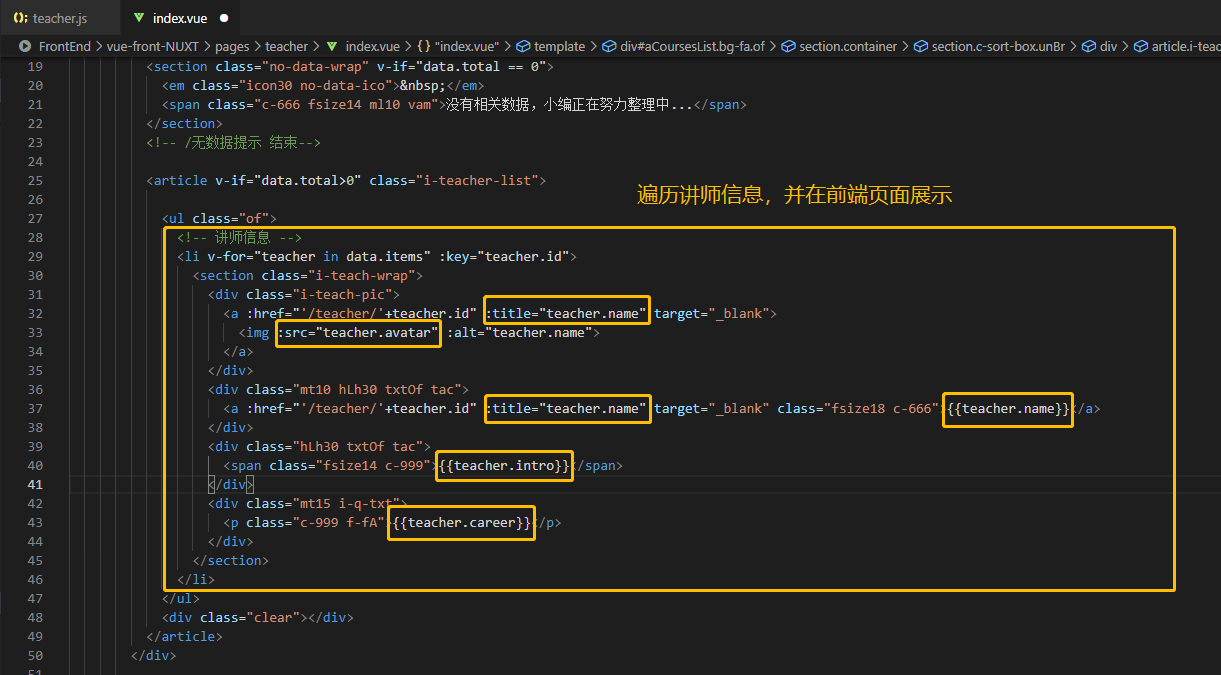 teacher.js
index.vue
FrontEnd > vue-front-NUXT > pages > teacher > index.vue > {} "index.vue" > template > div#aCoursesList.bg-fa.of > section.container > section.c-sort-box.unBr > div > article.i-teac
19 <section class="no-data-wrap" v-if="data.total == 0">
20 <em class="icon30 no-data-ico">&nbsp;</em>
21 <span class="c-666 fsize14 ml10 vam">没有相关数据，小编正在努力整理中...</span>
22 </section>
23 <!-- /无数据提示 结束-->
24
25 <article v-if="data.total>0" class="i-teacher-list">
遍历讲师信息，并在前端页面展示
26
27 <ul class="of">
28 <!-- 讲师信息 -->
29 <li v-for="teacher in data.items" :key="teacher.id">
30 <section class="i-teach-wrap">
31 <div class="i-teach-pic">
32 <a :href="'/teacher/'+teacher.id" :title="teacher.name" target="_blank">
33 <img :src="teacher.avatar" :alt="teacher.name">
34 </a>
35 </div>
36 <div class="mt10 hLh30 txtOf tac">
37 <a :href="'/teacher/'+teacher.id" :title="teacher.name" target="_blank" class="fsize18 c-666">{{teacher.name}}</a>
38 </div>
39 <div class="hLh30 txtOf tac">
40 <span class="fsize14 c-999">{{teacher.intro}}</span>
41 </div>
42 <div class="mt15 i-q-txt">
43 <p class="c-999 f-fA">{{teacher.career}}</p>
44 </div>
45 </section>
46 </li>
47 </ul>
48 <div class="clear"></div>
49 </article>
50 </div>
51